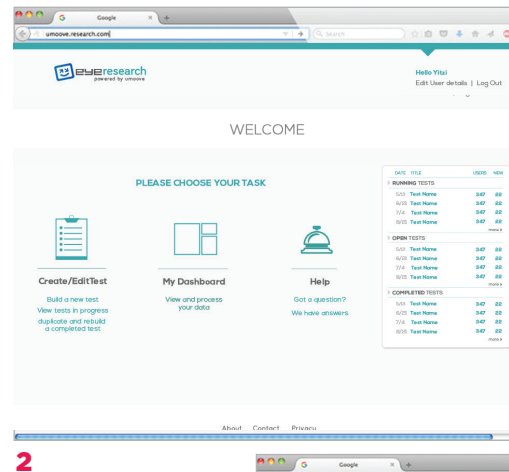 Google
umoove.research.com
Search
eyeresearch
powered by umoove
Hello Yitzi
Edit User details | Log Out
WELCOME
PLEASE CHOOSE YOUR TASK
Create/EditTest
Build a new test
View tests in progress
duplicate and rebuild
a completed test
My Dashboard
View and process
your data
Help
Got a question?
We have answers
DATE TITLE USERS NEW
RUNNING TESTS
5/13 Test Name 347 22
6/23 Test Name 347 22
7/4 Test Name 347 22
8/23 Test Name 347 22
more
OPEN TESTS
5/13 Test Name 347 22
6/23 Test Name 347 22
7/4 Test Name 347 22
8/23 Test Name 347 22
more
COMPLETED TESTS
5/13 Test Name 347 22
6/23 Test Name 347 22
7/4 Test Name 347 22
8/23 Test Name 347 22
more
About Contact Privacy
2
Google